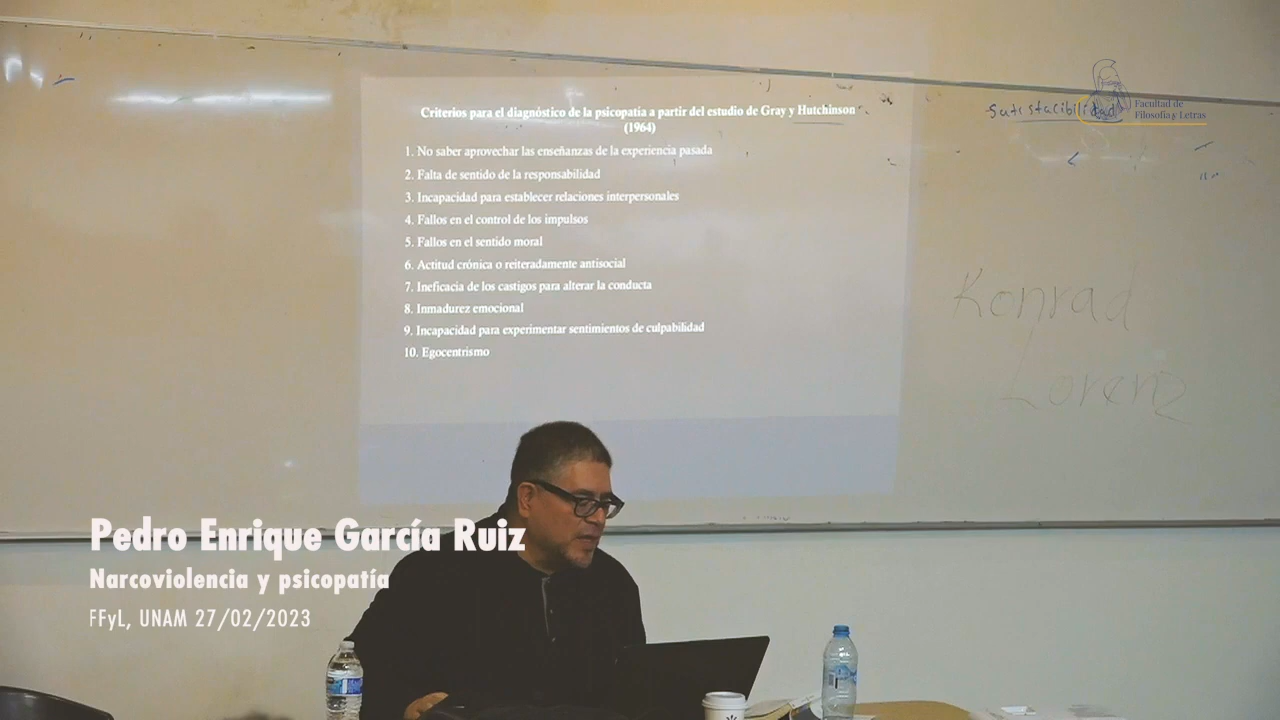 Criterios para el diagnóstico de la psicopatía a partir del estudio de Gray y Hutchinson
(1964)
1. No saber aprovechar las enseñanzas de la experiencia pasada
2. Falta de sentido de la responsabilidad
3. Incapacidad para establecer relaciones interpersonales
4. Fallos en el control de los impulsos
5. Fallos en el sentido moral
6. Actitud crónica o reiteradamente antisocial
7. Ineficacia de los castigos para alterar la conducta
8. Inmadurez emocional
9. Incapacidad para experimentar sentimientos de culpabilidad
10. Egocentrismo
Facultad de
Filosofía y Letras
Konrad
Lorenz
Pedro Enrique García Ruiz
Narcoviolencia y psicopatía
FFyL, UNAM 27/02/2023